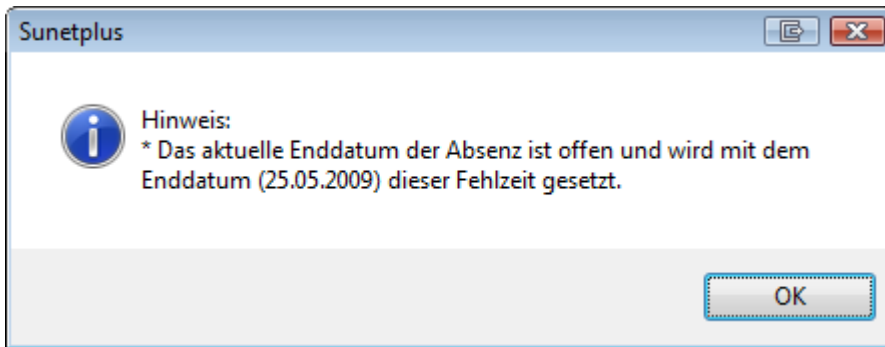 Sunetplus
Hinweis:
* Das aktuelle Enddatum der Absenz ist offen und wird mit dem
Enddatum (25.05.2009) dieser Fehlzeit gesetzt.
OK